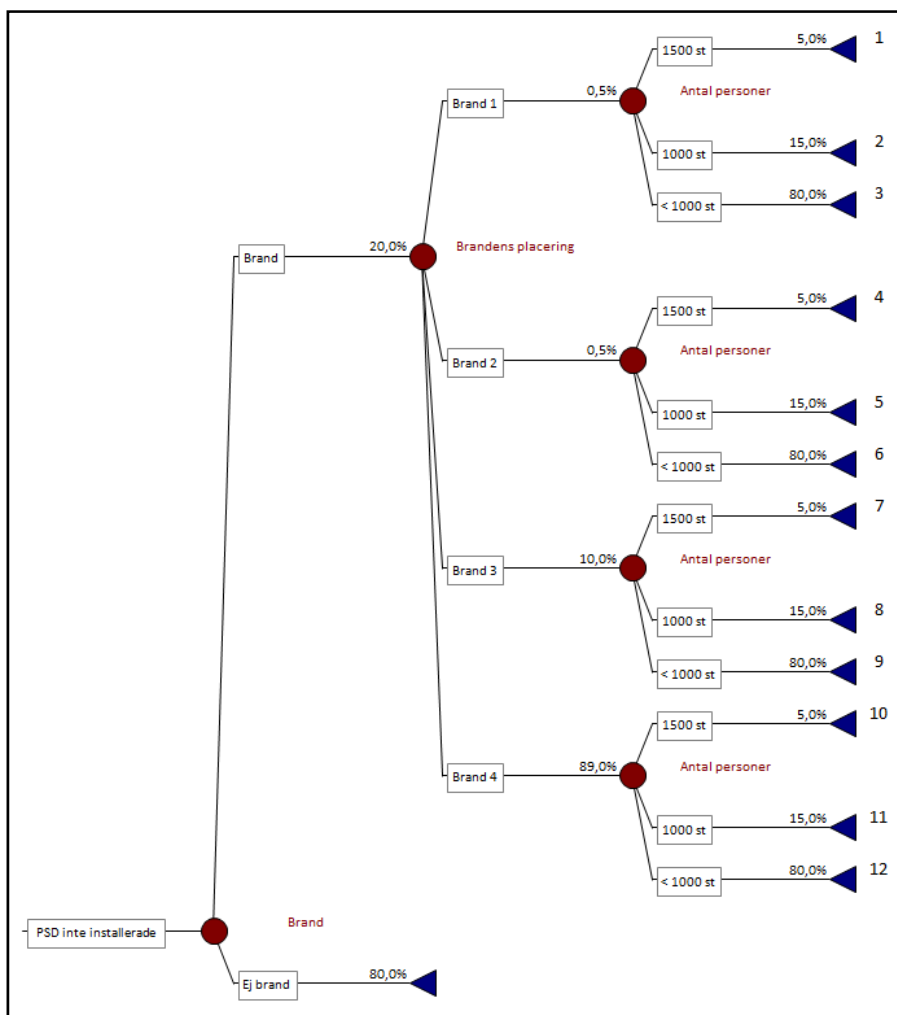 5,0% 1
1500 st
0,5% Antal personer
Brand 1
15,0% 2
1000 st
80,0% 3
< 1000 st
20,0% Brandens placering
Brand
5,0% 4
1500 st
0,5% Antal personer
Brand 2
15,0% 5
1000 st
80,0% 6
< 1000 st
5,0% 7
1500 st
10,0% Antal personer
Brand 3
15,0% 8
1000 st
80,0% 9
< 1000 st
5,0% 10
1500 st
89,0% Antal personer
Brand 4
15,0% 11
1000 st
80,0% 12
< 1000 st
Brand
PSD inte installerade
80,0%
Ej brand